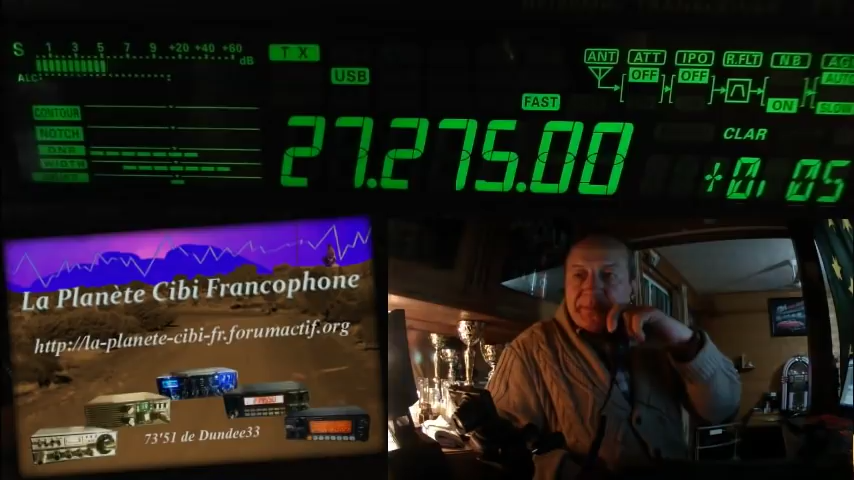 S 1 3 5 7 9 +20 +40 +60 dB
TX
ANT ATT IPO R.FLT NB AG
ALC
USB
OFF OFF AUTO
FAST
ON SLOW
CONTOUR
NOTCH
DNR
WIDTH
SHIFT
27.275.00
CLAR
+0. 05
La Planète Cibi Francophone
http://la-planete-cibi-fr.forumactif.org
73'51 de Dundee33